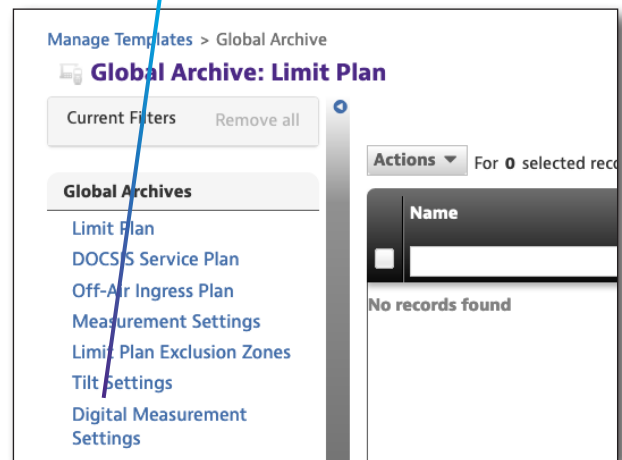 Manage Templates > Global Archive
Global Archive: Limit Plan
Current Filters Remove all
Actions For 0 selected reco
Global Archives
Name
Limit Plan
DOCSIS Service Plan
Off-Air Ingress Plan
No records found
Measurement Settings
Limit Plan Exclusion Zones
Tilt Settings
Digital Measurement
Settings